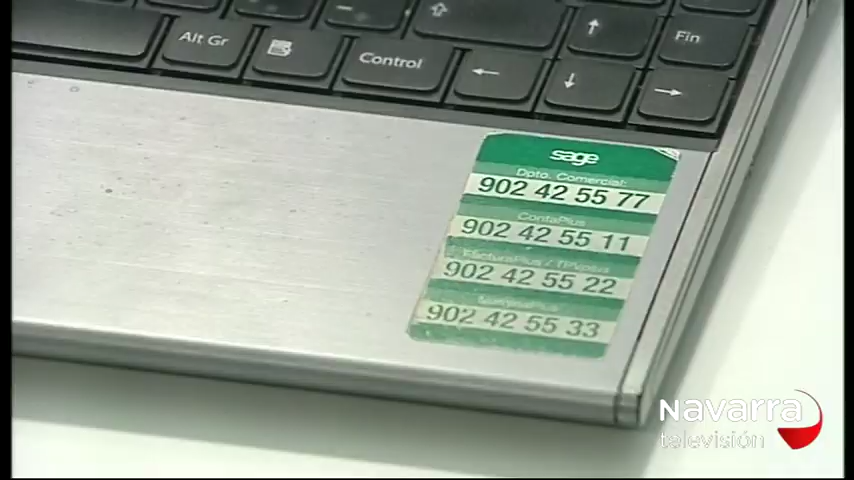 Alt Gr
Control
Fin
sage
Dpto. Comercial:
902 42 55 77
ContaPlus
902 42 55 11
FacturaPlus / TPVplus
902 42 55 22
902 42 55 33
Navarra
televisión